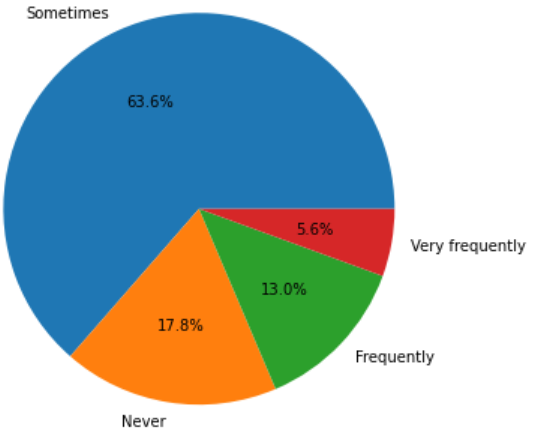 Sometimes
63.6%
5.6%
Very frequently
13.0%
17.8%
Frequently
Never